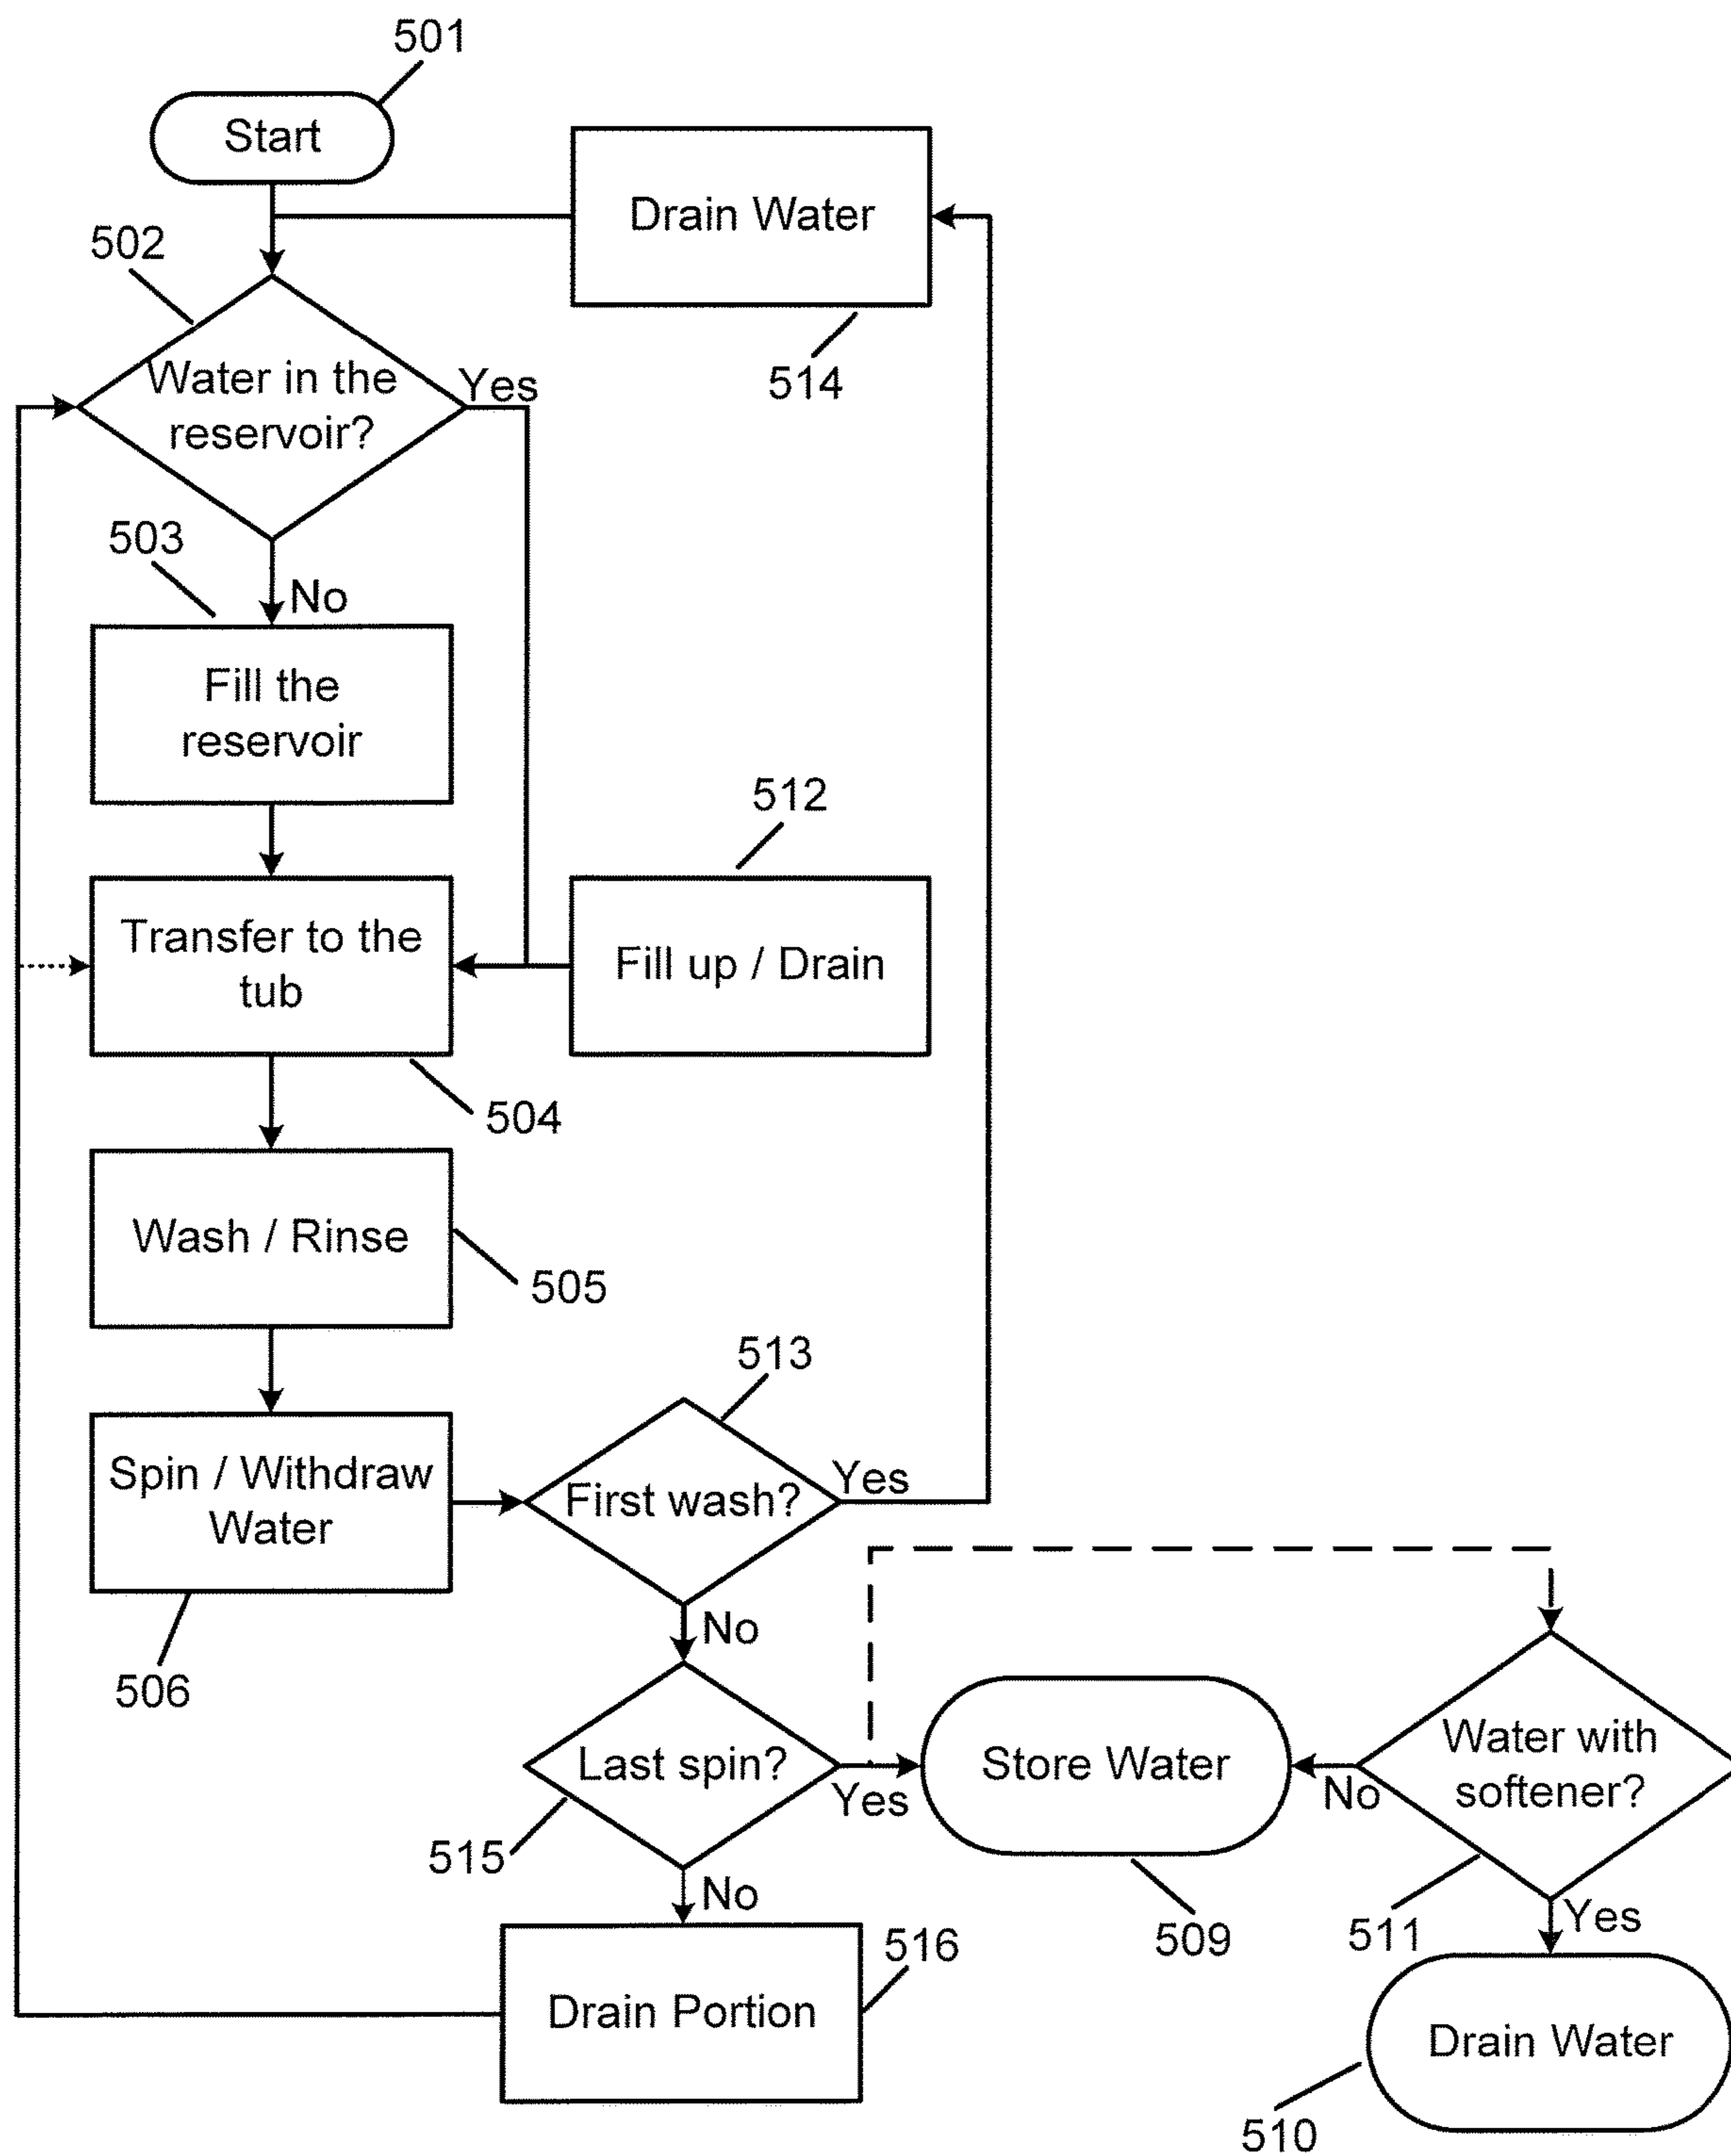 501
Start
Drain Water
514
502
Water in the
reservoir?
Yes
503
No
Fill the
reservoir
512
Transfer to the
tub
Fill up / Drain
504
Wash / Rinse
505
513
Spin / Withdraw
Water
First wash?
Yes
506
No
Last spin?
Yes
Store Water
No
Water with
softener?
515
509
511
No
Yes
516
Drain Portion
Drain Water
510